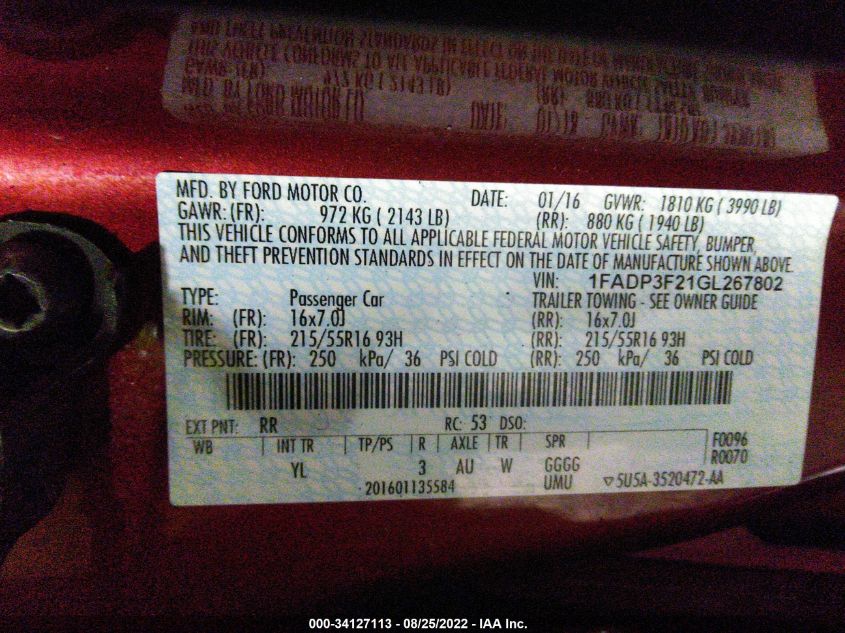 MFD. BY FORD MOTOR CO. DATE: 01/16 GVWR: 1810 KG ( 3990 LB)
GAWR: (FR): 972 KG ( 2143 LB) (RR): 880 KG ( 1940 LB)
THIS VEHICLE CONFORMS TO ALL APPLICABLE FEDERAL MOTOR VEHICLE SAFETY, BUMPER,
AND THEFT PREVENTION STANDARDS IN EFFECT ON THE DATE OF MANUFACTURE SHOWN ABOVE.
VIN: 1FADP3F21GL267802
TYPE: Passenger Car TRAILER TOWING - SEE OWNER GUIDE
RIM: (FR): 16x7.0J (RR): 16x7.0J
TIRE: (FR): 215/55R16 93H (RR): 215/55R16 93H
PRESSURE: (FR): 250 kPa/ 36 PSI COLD (RR): 250 kPa/ 36 PSI COLD
EXT PNT: RR RC: 53 DSO:
WB INT TR TP/PS R AXLE TR SPR F0096
R0070
YL 3 AU W GGGG
201601135584 UMU ▽5U5A-3520472-AA
000-34127113 - 08/25/2022 - IAA Inc.